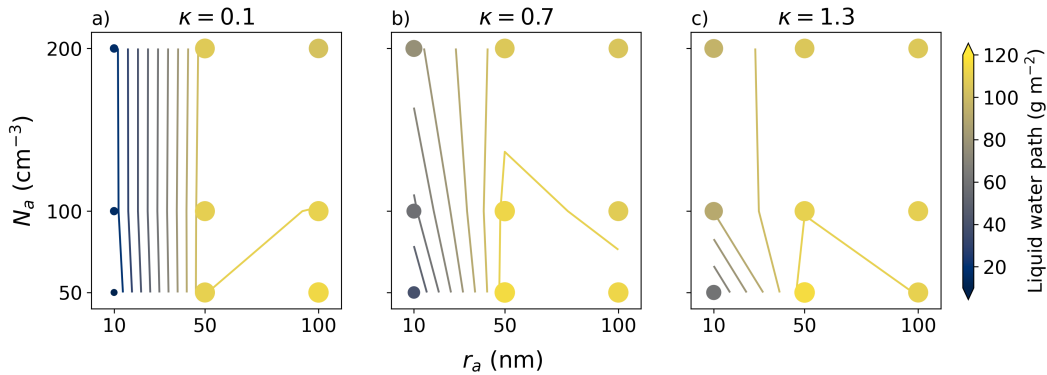 a) κ = 0.1
b) κ = 0.7
c) κ = 1.3
200
100
50
N_a (cm⁻³)
10 50 100
10 50 100
10 50 100
r_a (nm)
120
100
80
60
40
20
Liquid water path (g m⁻²)